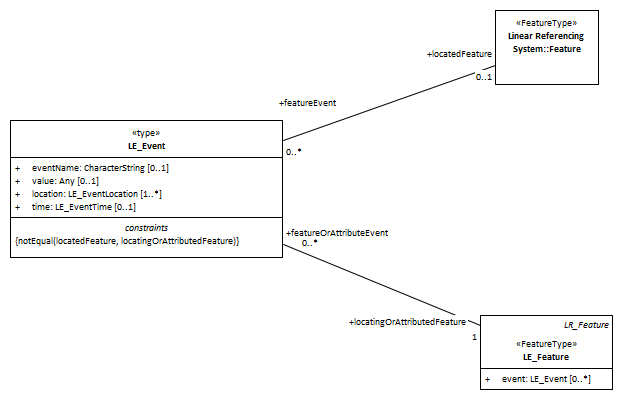 «FeatureType»
Linear Referencing
System::Feature
+locatedFeature
0..1
+featureEvent
0..*
«type»
LE_Event
+ eventName: CharacterString [0..1]
+ value: Any [0..1]
+ location: LE_EventLocation [1..*]
+ time: LE_EventTime [0..1]
constraints
{notEqual(locatedFeature, locatingOrAttributedFeature)}
+featureOrAttributeEvent
0..*
+locatingOrAttributedFeature
1
LR_Feature
«FeatureType»
LE_Feature
+ event: LE_Event [0..*]